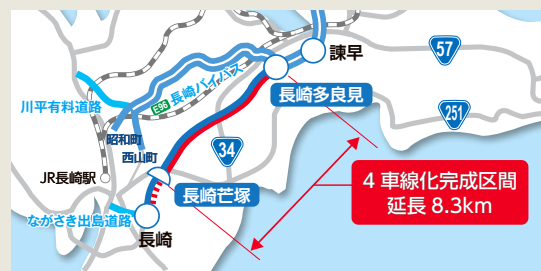 諫早
57
長崎バイパス
E96
長崎多良見
川平有料道路
251
昭和町
西山町
34
JR長崎駅
4車線化完成区間
延長8.3km
長崎芒塚
ながさき出島道路
長崎